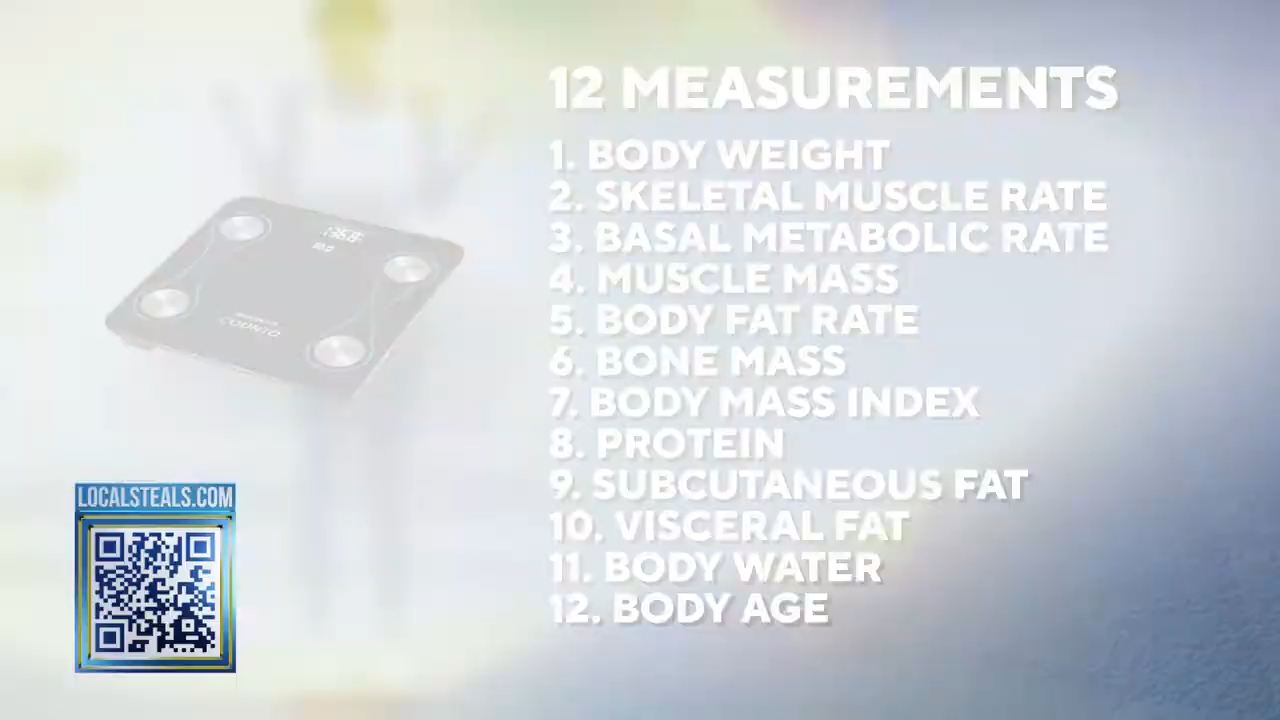 12 MEASUREMENTS
1. BODY WEIGHT
2. SKELETAL MUSCLE RATE
3. BASAL METABOLIC RATE
4. MUSCLE MASS
5. BODY FAT RATE
6. BONE MASS
7. BODY MASS INDEX
8. PROTEIN
9. SUBCUTANEOUS FAT
10. VISCERAL FAT
11. BODY WATER
12. BODY AGE
LOCALSTEALS.COM